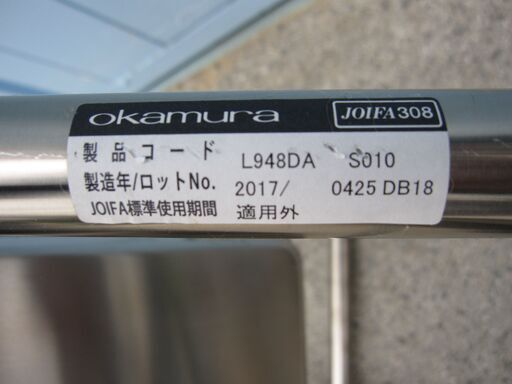 okamura JOIFA308
製品コード L948DA S010
製造年/ロットNo. 2017/ 0425 DB18
JOIFA標準使用期間 適用外